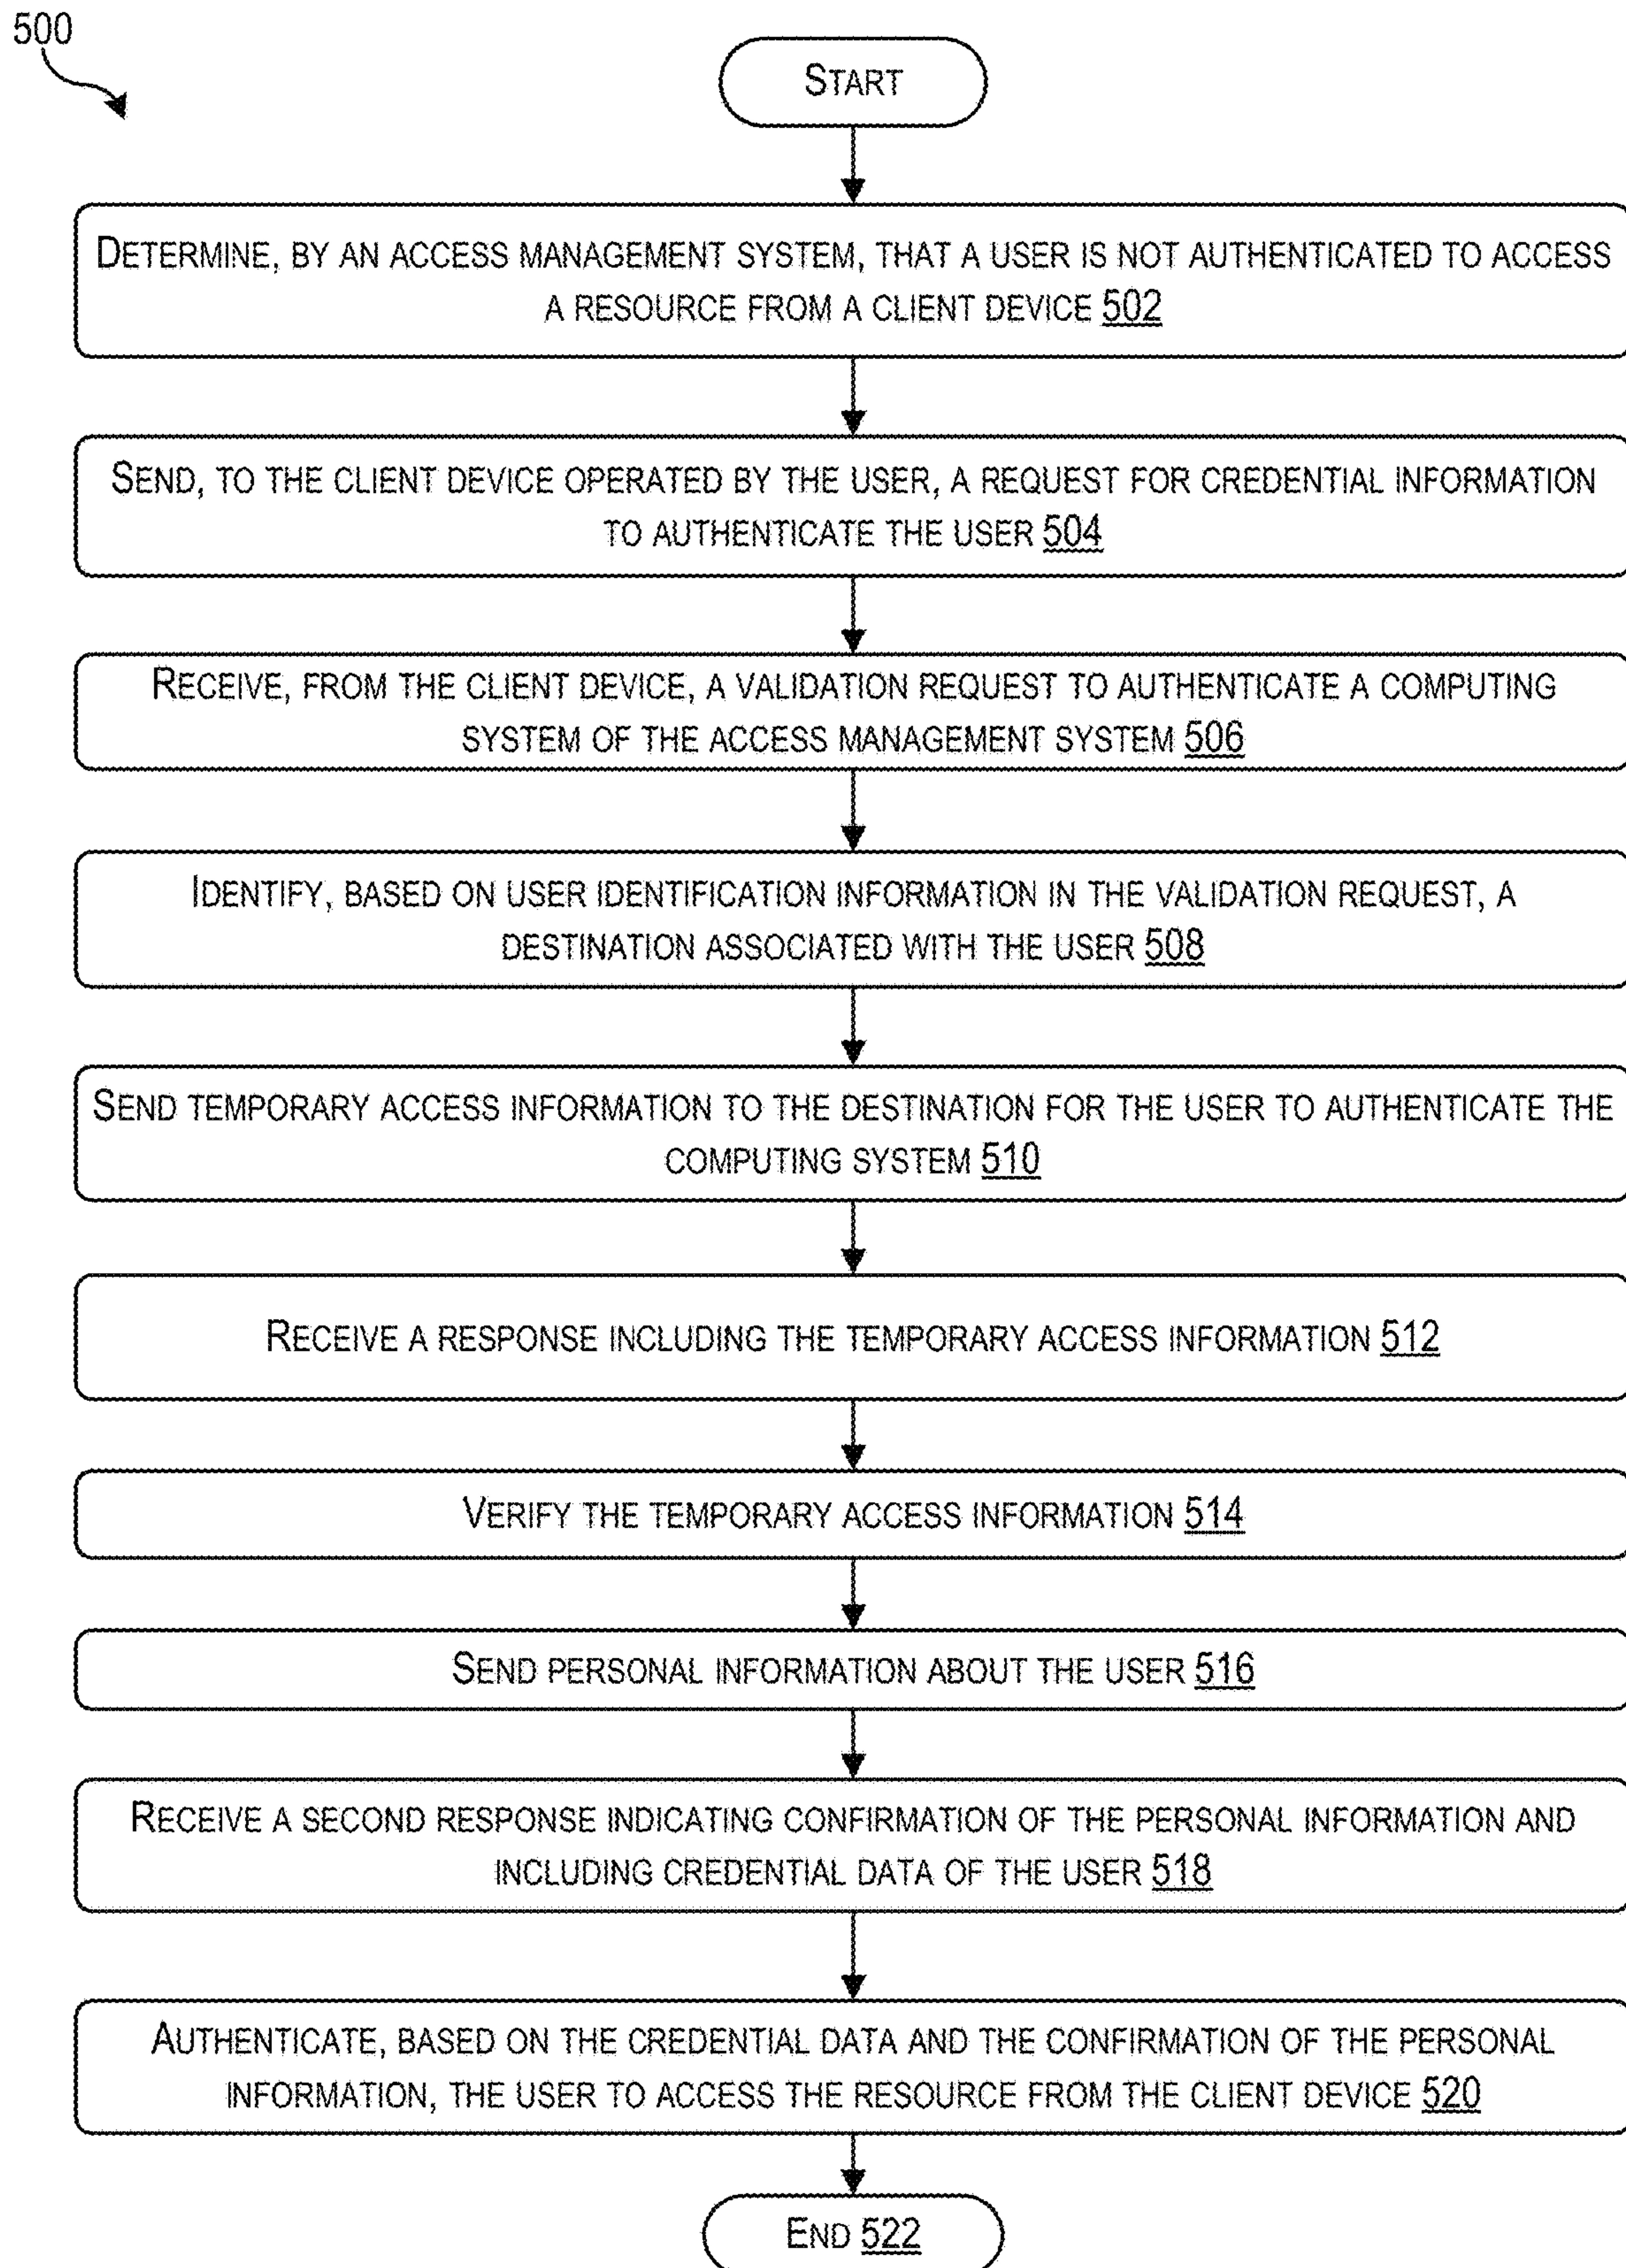 500
START
DETERMINE, BY AN ACCESS MANAGEMENT SYSTEM, THAT A USER IS NOT AUTHENTICATED TO ACCESS
A RESOURCE FROM A CLIENT DEVICE 502
SEND, TO THE CLIENT DEVICE OPERATED BY THE USER, A REQUEST FOR CREDENTIAL INFORMATION
TO AUTHENTICATE THE USER 504
RECEIVE, FROM THE CLIENT DEVICE, A VALIDATION REQUEST TO AUTHENTICATE A COMPUTING
SYSTEM OF THE ACCESS MANAGEMENT SYSTEM 506
IDENTIFY, BASED ON USER IDENTIFICATION INFORMATION IN THE VALIDATION REQUEST, A
DESTINATION ASSOCIATED WITH THE USER 508
SEND TEMPORARY ACCESS INFORMATION TO THE DESTINATION FOR THE USER TO AUTHENTICATE THE
COMPUTING SYSTEM 510
RECEIVE A RESPONSE INCLUDING THE TEMPORARY ACCESS INFORMATION 512
VERIFY THE TEMPORARY ACCESS INFORMATION 514
SEND PERSONAL INFORMATION ABOUT THE USER 516
RECEIVE A SECOND RESPONSE INDICATING CONFIRMATION OF THE PERSONAL INFORMATION AND
INCLUDING CREDENTIAL DATA OF THE USER 518
AUTHENTICATE, BASED ON THE CREDENTIAL DATA AND THE CONFIRMATION OF THE PERSONAL
INFORMATION, THE USER TO ACCESS THE RESOURCE FROM THE CLIENT DEVICE 520
END 522